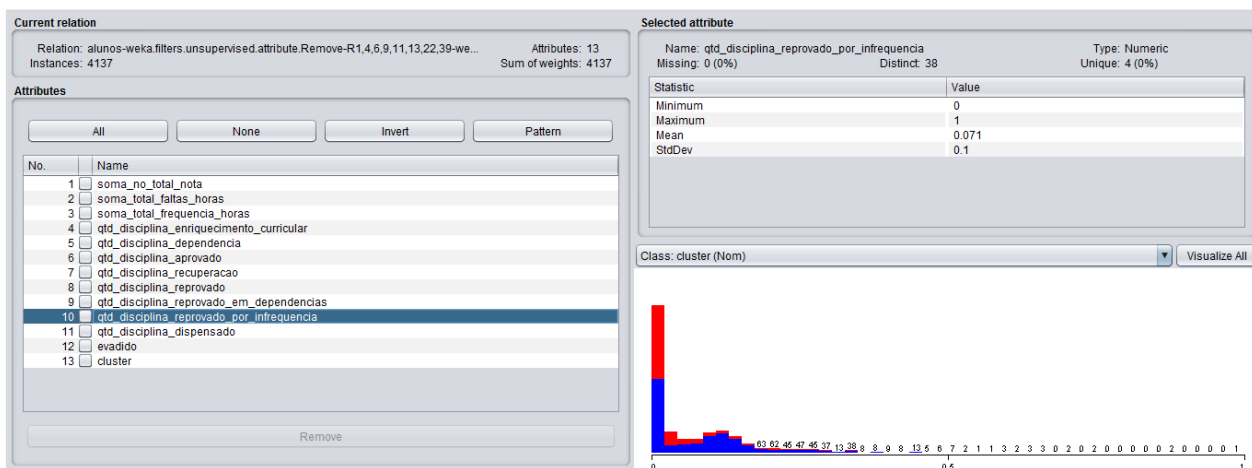 Current relation
Relation: alunos-weka.filters.unsupervised.attribute.Remove-R1,4,6,9,11,13,22,39-we... Attributes: 13
Instances: 4137 Sum of weights: 4137
Attributes
All None Invert Pattern
No. Name
1 soma_no_total_nota
2 soma_total_faltas_horas
3 soma_total_frequencia_horas
4 qtd_disciplina_enriquecimento_curricular
5 qtd_disciplina_dependencia
6 qtd_disciplina_aprovado
7 qtd_disciplina_recuperacao
8 qtd_disciplina_reprovado
9 qtd_disciplina_reprovado_em_dependencias
10 qtd_disciplina_reprovado_por_infrequencia
11 qtd_disciplina_dispensado
12 evadido
13 cluster
Remove
Selected attribute
Name: qtd_disciplina_reprovado_por_infrequencia Type: Numeric
Missing: 0 (0%) Distinct: 38 Unique: 4 (0%)
Statistic Value
Minimum 0
Maximum 1
Mean 0.071
StdDev 0.1
Class: cluster (Nom) Visualize All
63 62 45 47 45 37 13 38 8 8 9 8 13 5 6 7 2 1 1 3 2 3 3 0 2 0 2 0 0 0 0 0 2 0 0 0 0 1
0 0.5 1